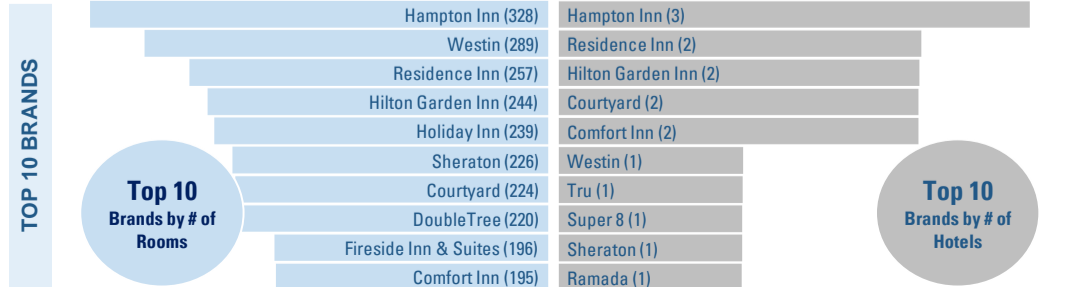 TOP 10 BRANDS
Hampton Inn (328)
Westin (289)
Residence Inn (257)
Hilton Garden Inn (244)
Holiday Inn (239)
Sheraton (226)
Courtyard (224)
DoubleTree (220)
Fireside Inn & Suites (196)
Comfort Inn (195)
Top 10
Brands by # of
Rooms
Hampton Inn (3)
Residence Inn (2)
Hilton Garden Inn (2)
Courtyard (2)
Comfort Inn (2)
Westin (1)
Tru (1)
Super 8 (1)
Sheraton (1)
Ramada (1)
Top 10
Brands by # of
Hotels